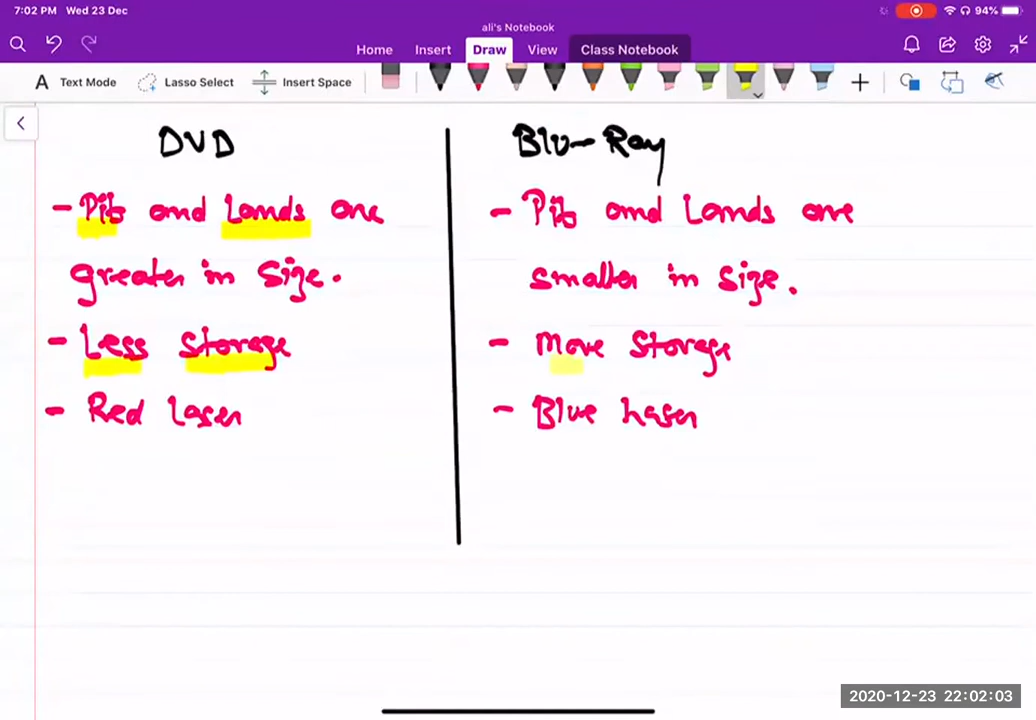 7:02 PM Wed 23 Dec
94%
ali's Notebook
Home Insert Draw View Class Notebook
A Text Mode Lasso Select Insert Space
DVD
- Pits and Lands are
greater in size.
- Less storage
- Red laser
Blu-Ray
- Pits and Lands are
smaller in size.
- More storage
- Blue Laser
2020-12-23 22:02:03